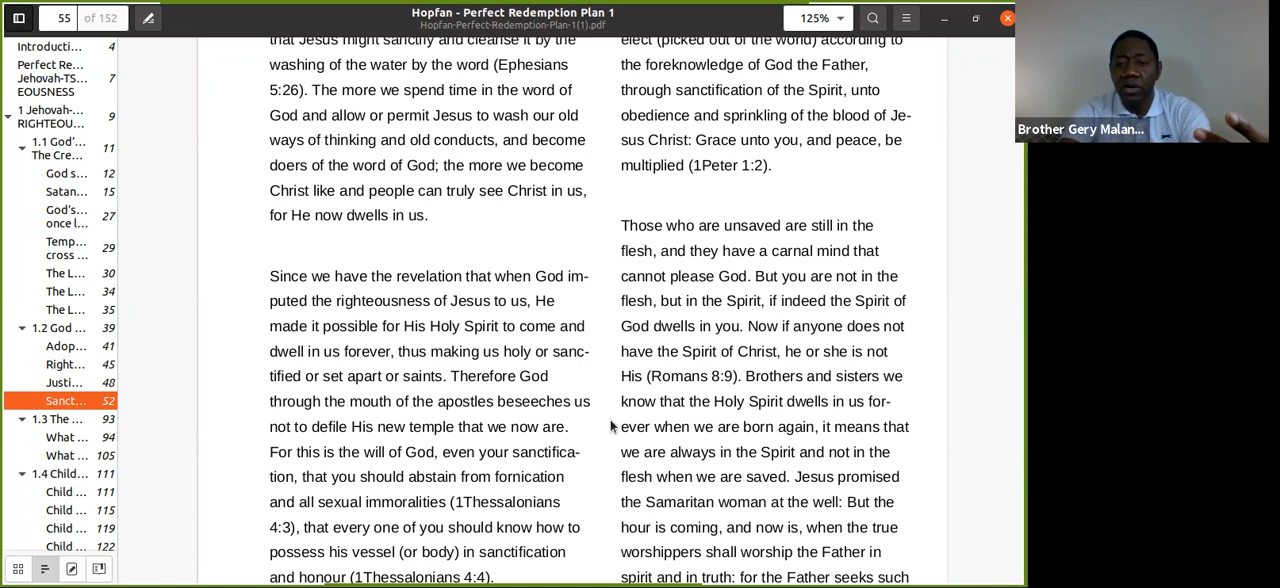 55
of 152
Hopfan - Perfect Redemption Plan 1
Hopfan-Perfect-Redemption-Plan-1(1).pdf
125%
Introducti... 4
Perfect Re...
Jehovah-TS... 7
EOUSNESS
1 Jehovah-... 9
RIGHTEOU...
1.1 God'... 11
The Cre...
God s... 12
Satan... 15
God's... 27
once l...
Temp... 29
cross ...
The L... 30
The L... 34
The L... 35
1.2 God ... 39
Adop... 41
Right... 45
Justi... 48
Sanct... 52
1.3 The ... 93
What ... 94
What ... 105
1.4 Child... 111
Child ... 111
Child ... 115
Child ... 119
Child ... 122
that Jesus might sanctify and cleanse it by the
washing of the water by the word (Ephesians
5:26). The more we spend time in the word of
God and allow or permit Jesus to wash our old
ways of thinking and old conducts, and become
doers of the word of God; the more we become
Christ like and people can truly see Christ in us,
for He now dwells in us.
Since we have the revelation that when God im-
puted the righteousness of Jesus to us, He
made it possible for His Holy Spirit to come and
dwell in us forever, thus making us holy or sanc-
tified or set apart or saints. Therefore God
through the mouth of the apostles beseeches us
not to defile His new temple that we now are.
For this is the will of God, even your sanctifica-
tion, that you should abstain from fornication
and all sexual immoralities (1Thessalonians
4:3), that every one of you should know how to
possess his vessel (or body) in sanctification
and honour (1Thessalonians 4:4).
elect (picked out of the world) according to
the foreknowledge of God the Father,
through sanctification of the Spirit, unto
obedience and sprinkling of the blood of Je-
sus Christ: Grace unto you, and peace, be
multiplied (1Peter 1:2).
Those who are unsaved are still in the
flesh, and they have a carnal mind that
cannot please God. But you are not in the
flesh, but in the Spirit, if indeed the Spirit of
God dwells in you. Now if anyone does not
have the Spirit of Christ, he or she is not
His (Romans 8:9). Brothers and sisters we
know that the Holy Spirit dwells in us for-
ever when we are born again, it means that
we are always in the Spirit and not in the
flesh when we are saved. Jesus promised
the Samaritan woman at the well: But the
hour is coming, and now is, when the true
worshippers shall worship the Father in
spirit and in truth: for the Father seeks such
Brother Gery Malan...